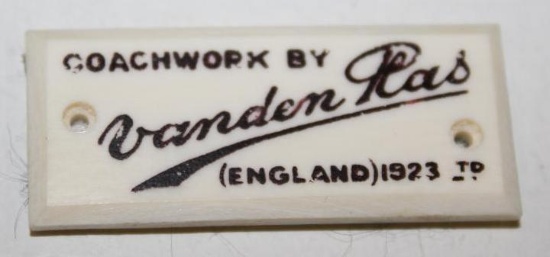 COACHWORK BY
Vanden Plas
(ENGLAND) 1923 LTD